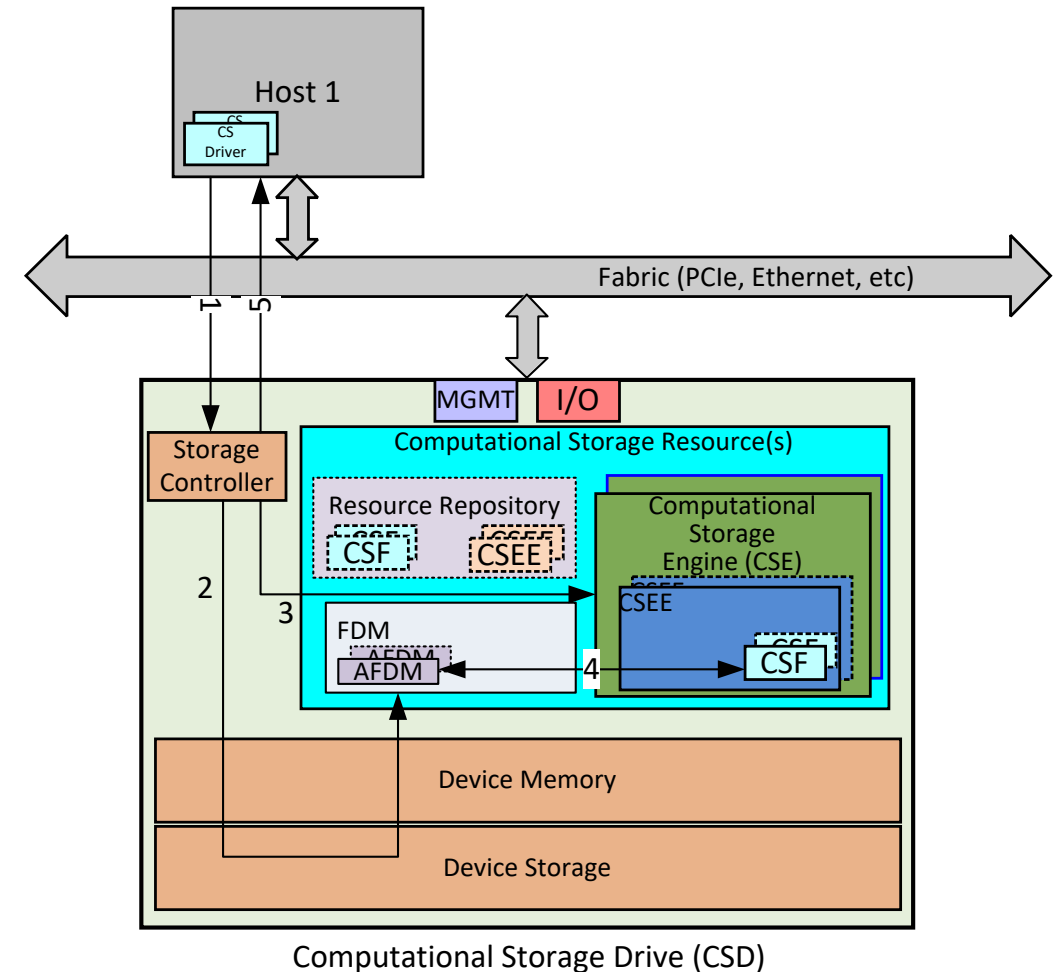 Host 1
CS
CS
Driver
Fabric (PCIe, Ethernet, etc)
1
5
MGMT
I/O
Storage
Controller
Computational Storage Resource(s)
Resource Repository
CSF
CSEE
Computational
Storage
Engine (CSE)
CSEE
CSF
2
3
FDM
AFDM
AFDM
4
Device Memory
Device Storage
Computational Storage Drive (CSD)